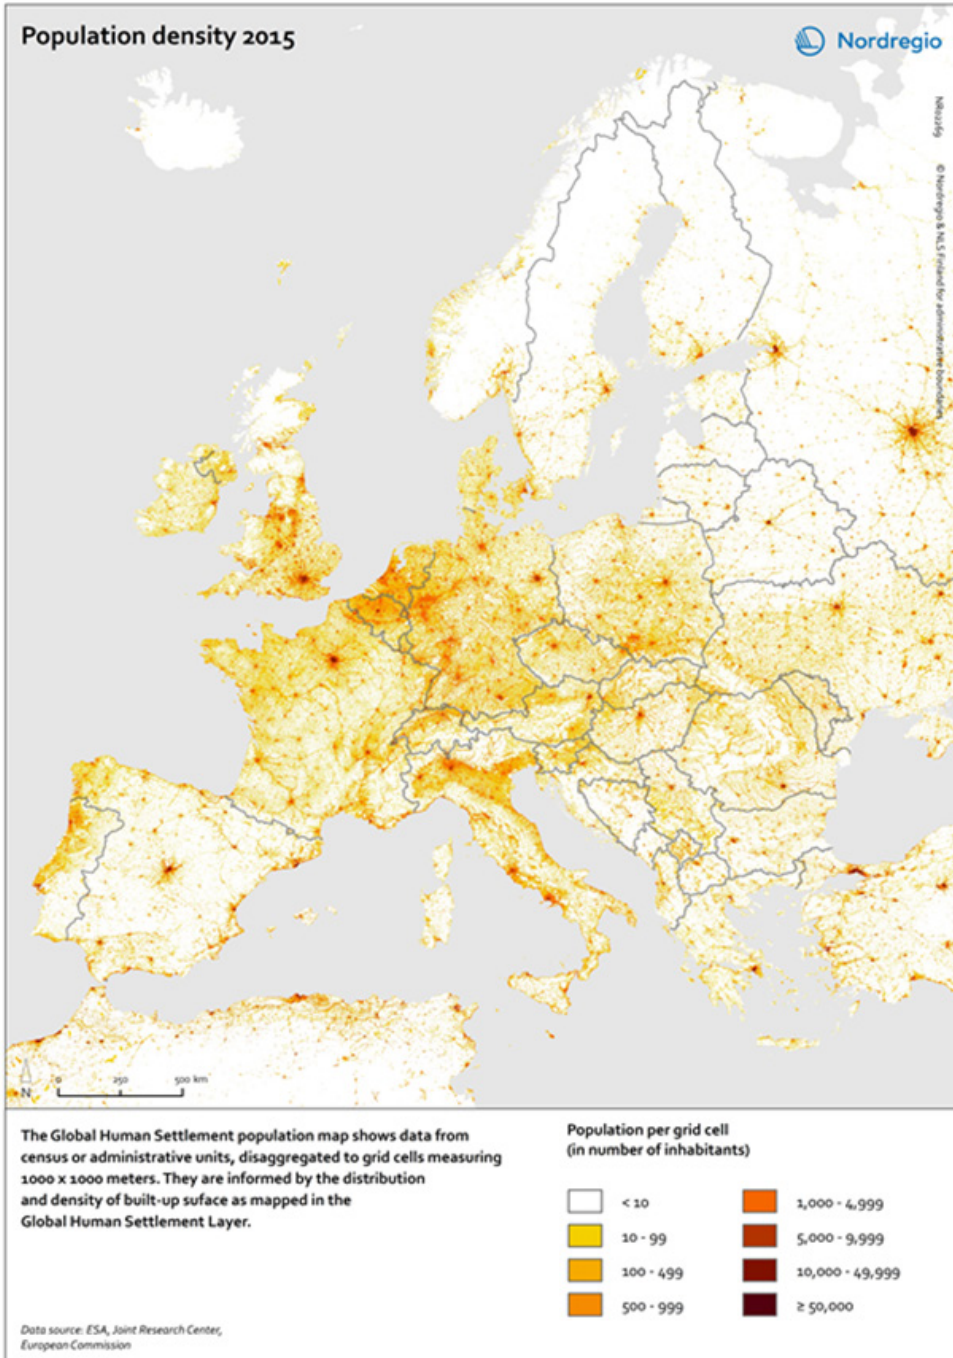 Population density 2015
Nordregio
NR02269 © Nordregio & NLS Finland for administrative boundaries
N
0 250 500 km
The Global Human Settlement population map shows data from
census or administrative units, disaggregated to grid cells measuring
1000 x 1000 meters. They are informed by the distribution
and density of built-up suface as mapped in the
Global Human Settlement Layer.
Data source: ESA, Joint Research Center,
European Commission
Population per grid cell
(in number of inhabitants)
< 10
10 - 99
100 - 499
500 - 999
1,000 - 4,999
5,000 - 9,999
10,000 - 49,999
≥ 50,000